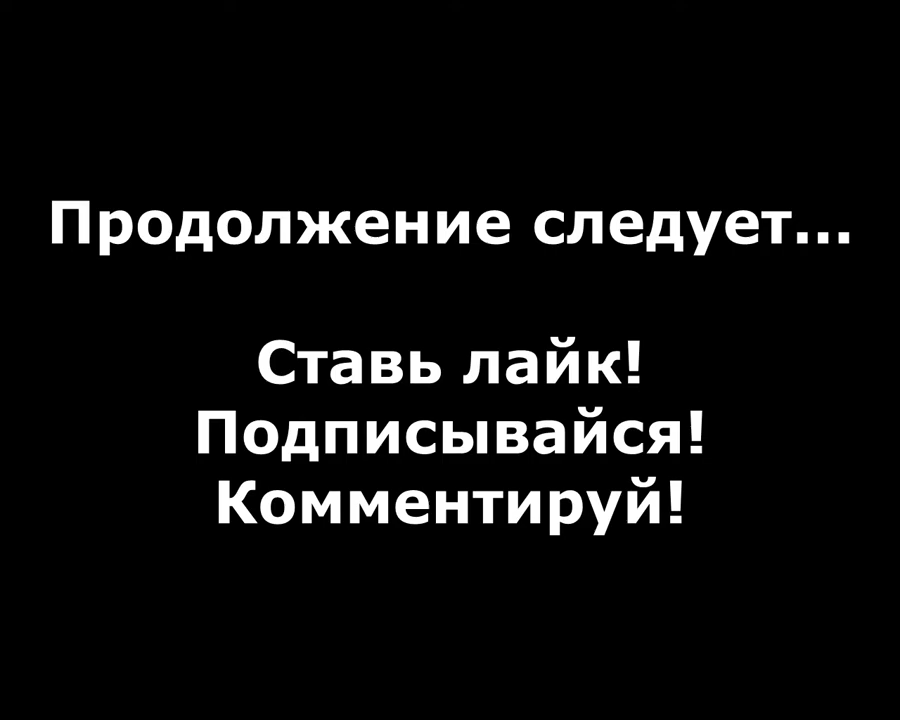 Продолжение следует...
Ставь лайк!
Подписывайся!
Комментируй!